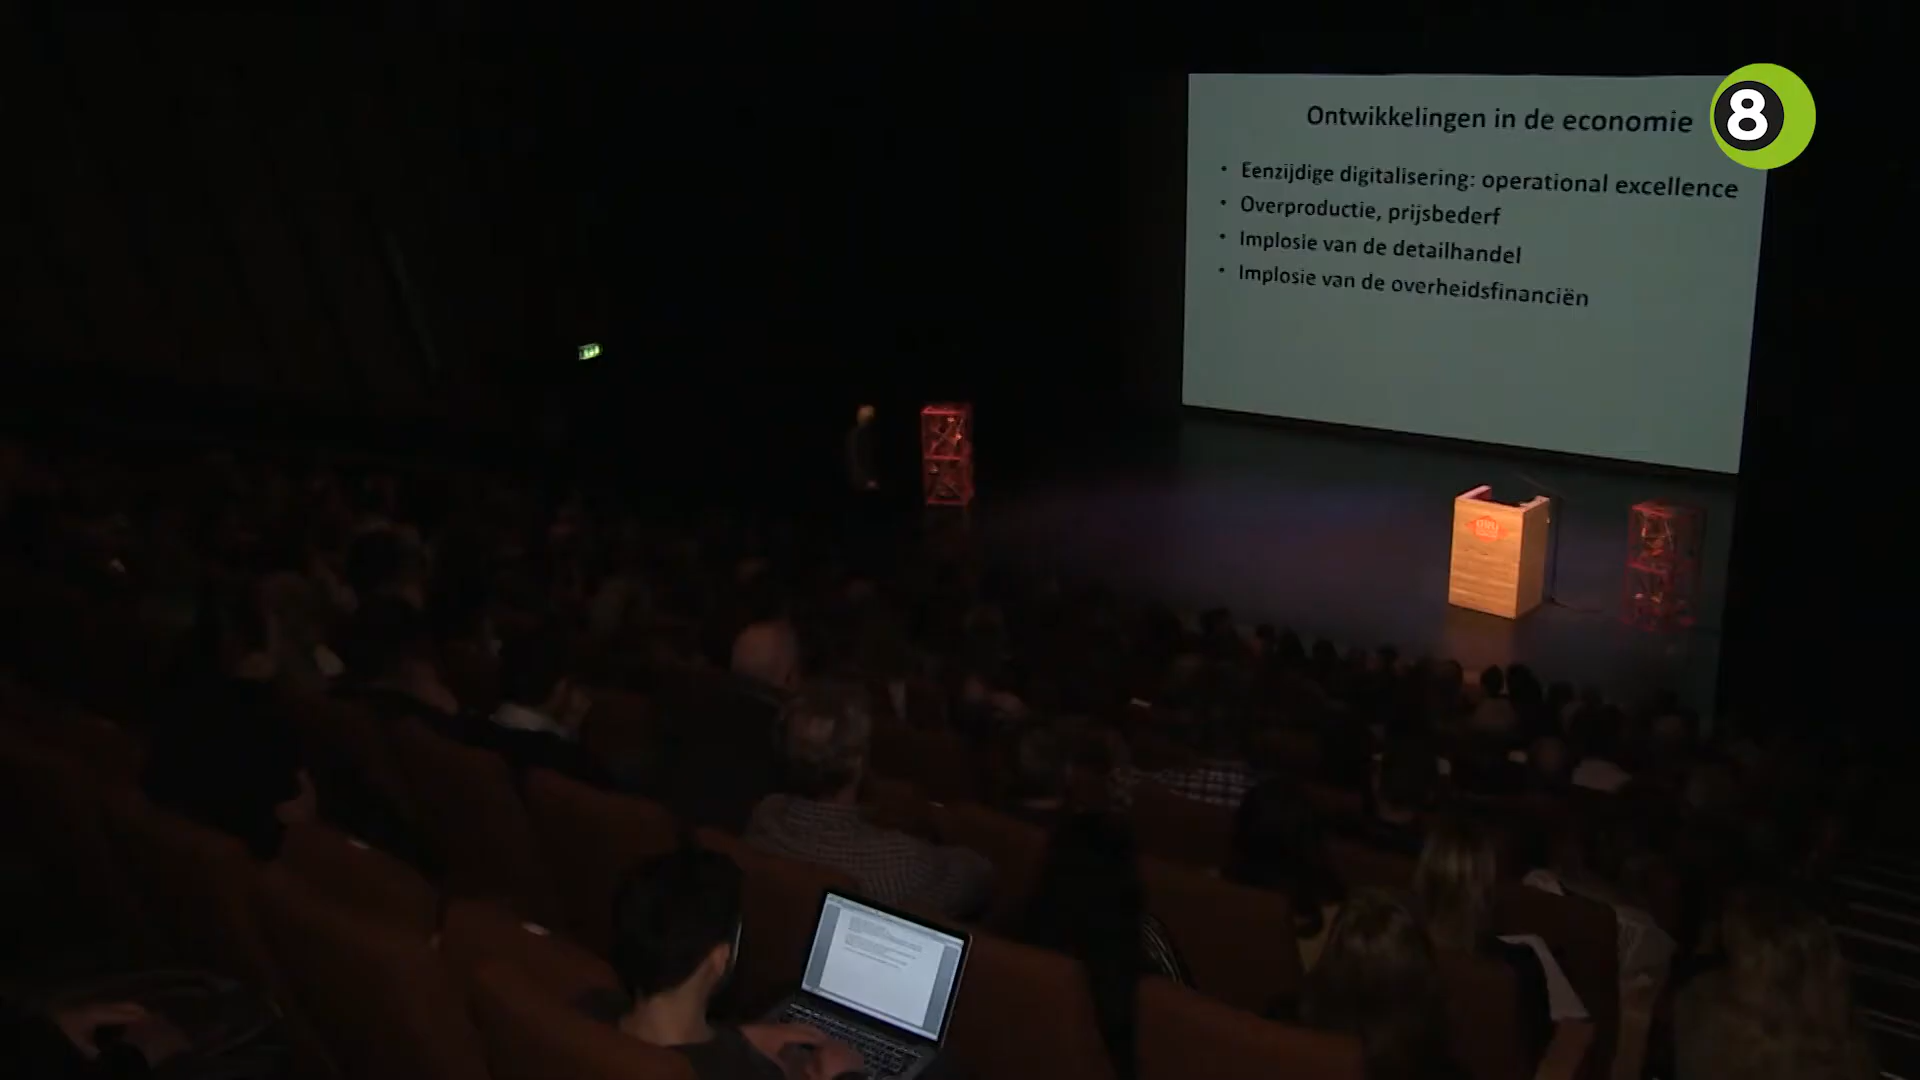 Ontwikkelingen in de economie
8
• Eenzijdige digitalisering: operational excellence
• Overproductie, prijsbederf
• Implosie van de detailhandel
• Implosie van de overheidsfinanciën